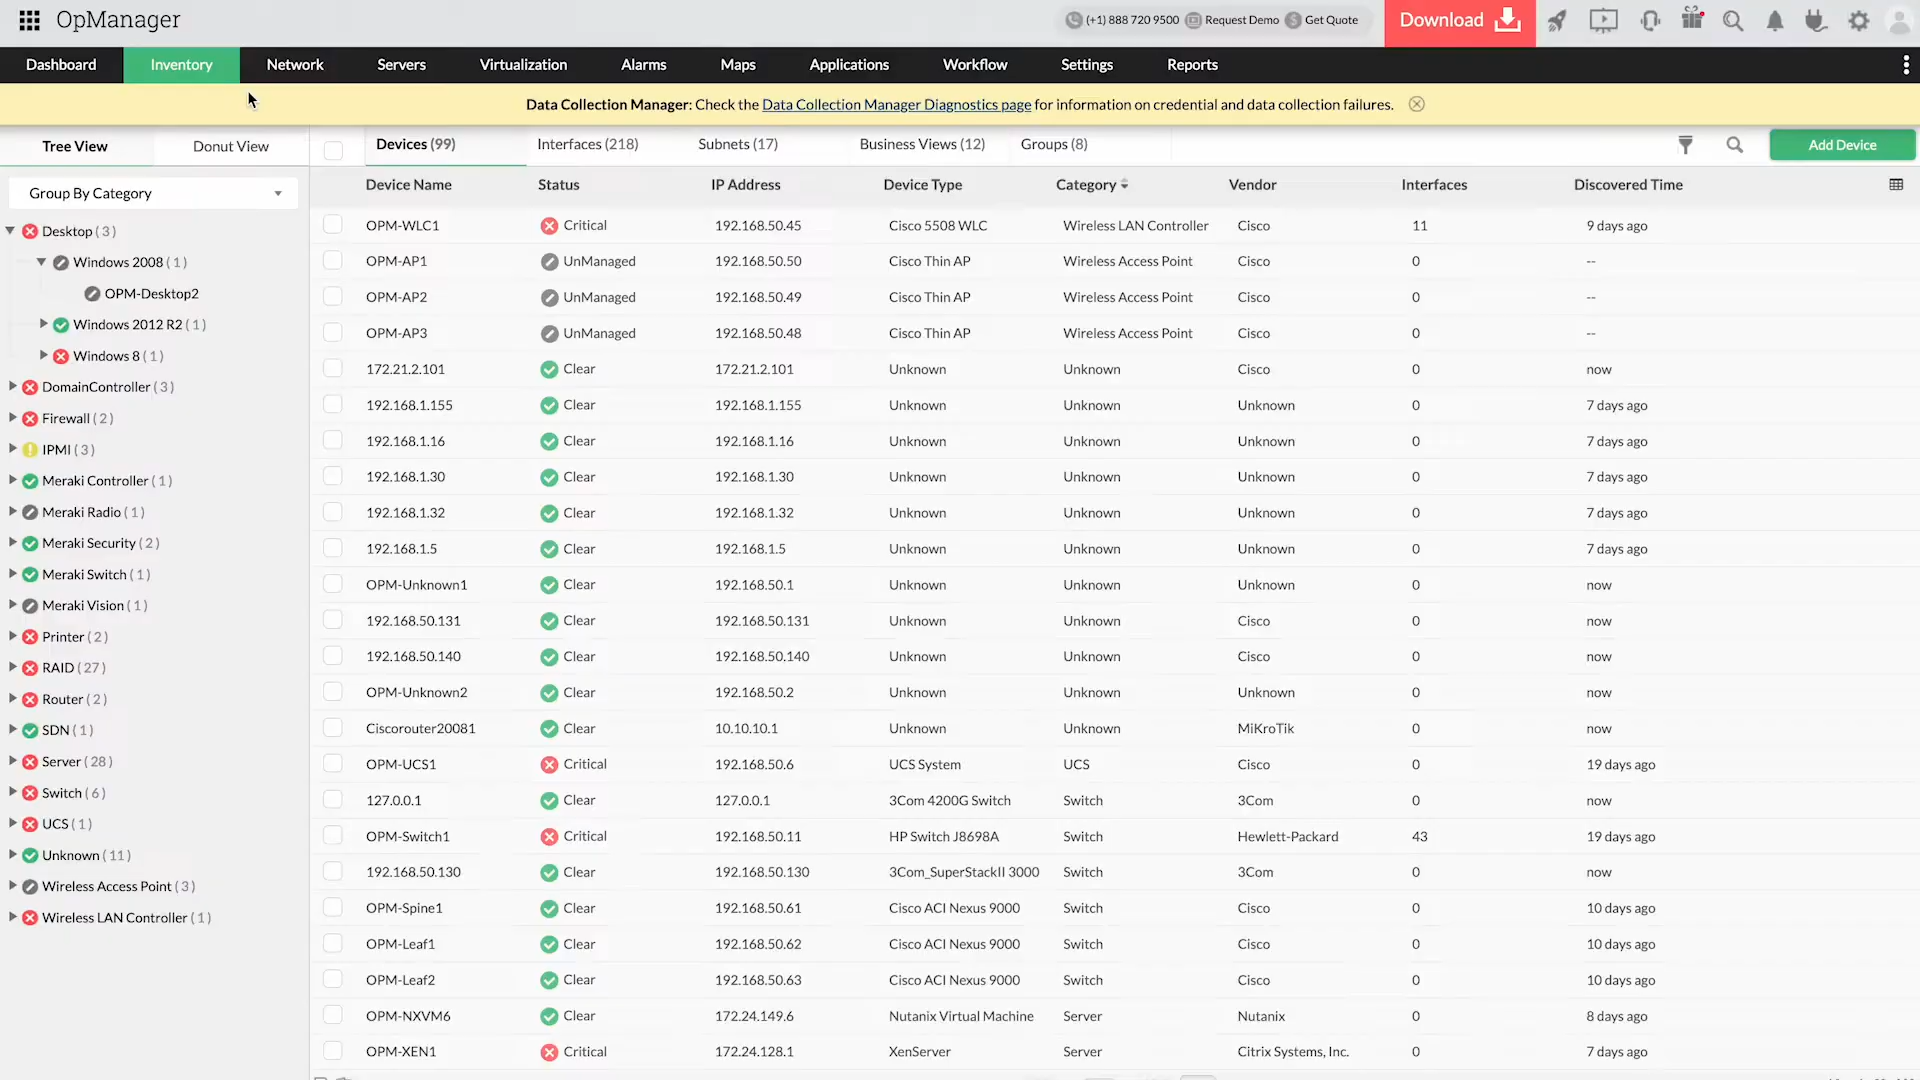 OpManager
(+1) 888 720 9500 Request Demo Get Quote Download
Dashboard Inventory Network Servers Virtualization Alarms Maps Applications Workflow Settings Reports
Data Collection Manager: Check the Data Collection Manager Diagnostics page for information on credential and data collection failures.
Tree View Donut View
Group By Category
Desktop ( 3 )
Windows 2008 ( 1 )
OPM-Desktop2
Windows 2012 R2 ( 1 )
Windows 8 ( 1 )
DomainController ( 3 )
Firewall ( 2 )
IPMI ( 3 )
Meraki Controller ( 1 )
Meraki Radio ( 1 )
Meraki Security ( 2 )
Meraki Switch ( 1 )
Meraki Vision ( 1 )
Printer ( 2 )
RAID ( 27 )
Router ( 2 )
SDN ( 1 )
Server ( 28 )
Switch ( 6 )
UCS ( 1 )
Unknown ( 11 )
Wireless Access Point ( 3 )
Wireless LAN Controller ( 1 )
Devices (99) Interfaces (218) Subnets (17) Business Views (12) Groups (8) Add Device
Device Name Status IP Address Device Type Category Vendor Interfaces Discovered Time
OPM-WLC1 Critical 192.168.50.45 Cisco 5508 WLC Wireless LAN Controller Cisco 11 9 days ago
OPM-AP1 UnManaged 192.168.50.50 Cisco Thin AP Wireless Access Point Cisco 0 --
OPM-AP2 UnManaged 192.168.50.49 Cisco Thin AP Wireless Access Point Cisco 0 --
OPM-AP3 UnManaged 192.168.50.48 Cisco Thin AP Wireless Access Point Cisco 0 --
172.21.2.101 Clear 172.21.2.101 Unknown Unknown Cisco 0 now
192.168.1.155 Clear 192.168.1.155 Unknown Unknown Unknown 0 7 days ago
192.168.1.16 Clear 192.168.1.16 Unknown Unknown Unknown 0 7 days ago
192.168.1.30 Clear 192.168.1.30 Unknown Unknown Unknown 0 7 days ago
192.168.1.32 Clear 192.168.1.32 Unknown Unknown Unknown 0 7 days ago
192.168.1.5 Clear 192.168.1.5 Unknown Unknown Unknown 0 7 days ago
OPM-Unknown1 Clear 192.168.50.1 Unknown Unknown Unknown 0 now
192.168.50.131 Clear 192.168.50.131 Unknown Unknown Cisco 0 now
192.168.50.140 Clear 192.168.50.140 Unknown Unknown Cisco 0 now
OPM-Unknown2 Clear 192.168.50.2 Unknown Unknown Unknown 0 now
Ciscorouter20081 Clear 10.10.10.1 Unknown Unknown MiKroTik 0 now
OPM-UCS1 Critical 192.168.50.6 UCS System UCS Cisco 0 19 days ago
127.0.0.1 Clear 127.0.0.1 3Com 4200G Switch Switch 3Com 0 now
OPM-Switch1 Critical 192.168.50.11 HP Switch J8698A Switch Hewlett-Packard 43 19 days ago
192.168.50.130 Clear 192.168.50.130 3Com_SuperStackII 3000 Switch 3Com 0 now
OPM-Spine1 Clear 192.168.50.61 Cisco ACI Nexus 9000 Switch Cisco 0 10 days ago
OPM-Leaf1 Clear 192.168.50.62 Cisco ACI Nexus 9000 Switch Cisco 0 10 days ago
OPM-Leaf2 Clear 192.168.50.63 Cisco ACI Nexus 9000 Switch Cisco 0 10 days ago
OPM-NXVM6 Clear 172.24.149.6 Nutanix Virtual Machine Server Nutanix 0 8 days ago
OPM-XEN1 Critical 172.24.128.1 XenServer Server Citrix Systems, Inc. 0 7 days ago